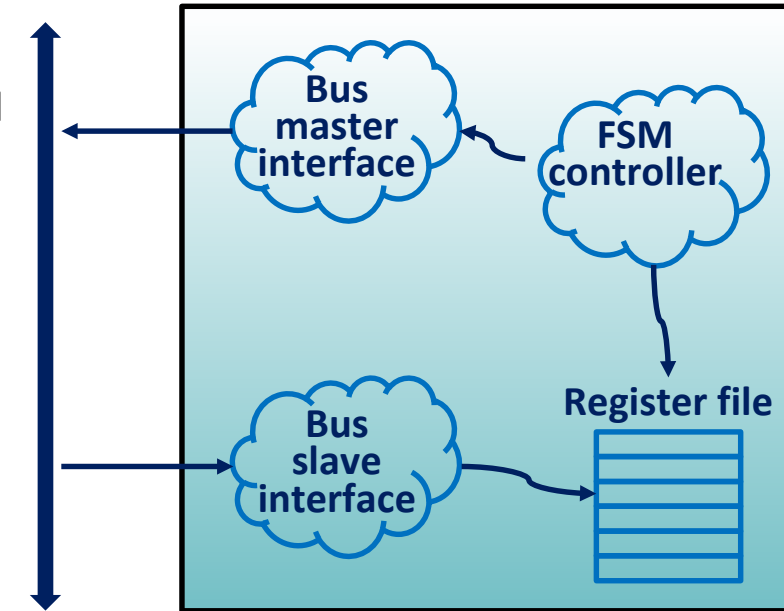 Bus
master
interface
FSM
controller
Register file
Bus
slave
interface